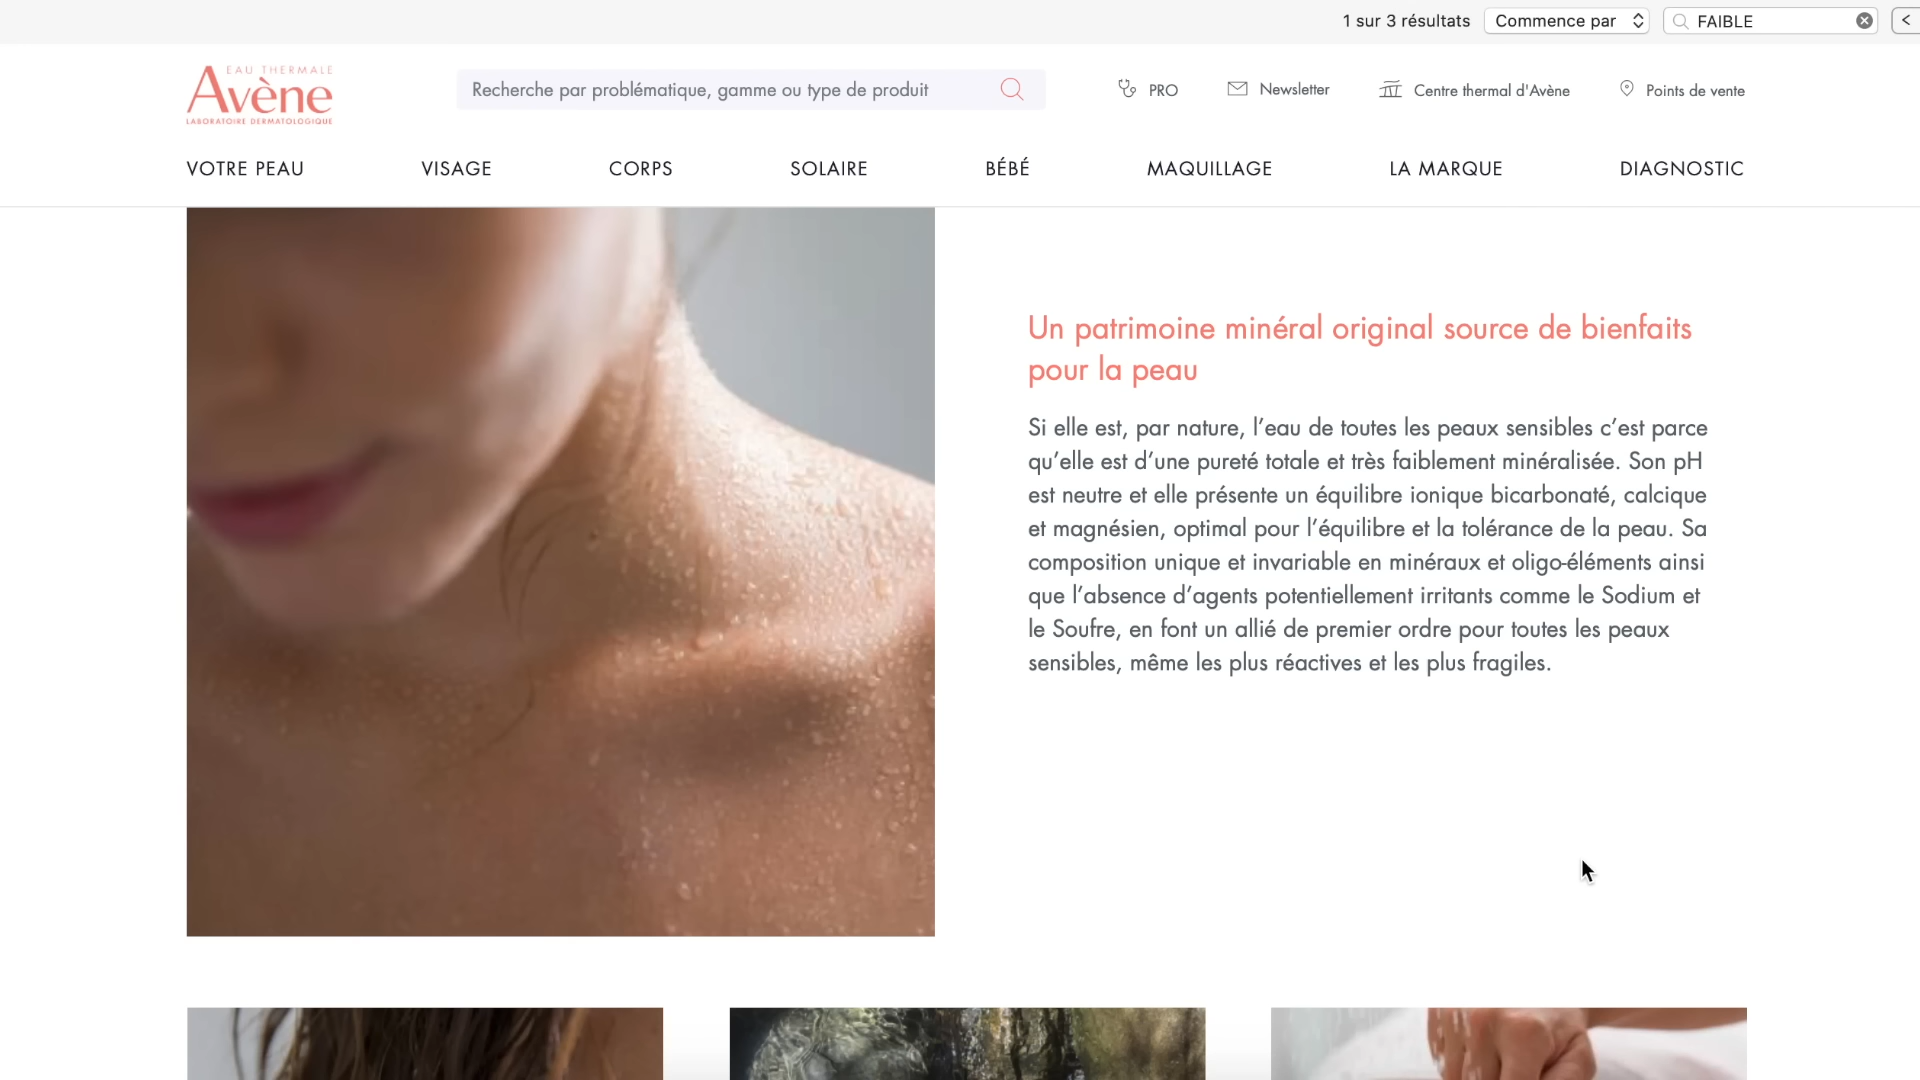 1 sur 3 résultats
Commence par
FAIBLE
<
EAU THERMALE
Avène
LABORATOIRE DERMATOLOGIQUE
Recherche par problématique, gamme ou type de produit
PRO
Newsletter
Centre thermal d'Avène
Points de vente
VOTRE PEAU
VISAGE
CORPS
SOLAIRE
BÉBÉ
MAQUILLAGE
LA MARQUE
DIAGNOSTIC
Un patrimoine minéral original source de bienfaits
pour la peau
Si elle est, par nature, l’eau de toutes les peaux sensibles c’est parce
qu’elle est d’une pureté totale et très faiblement minéralisée. Son pH
est neutre et elle présente un équilibre ionique bicarbonaté, calcique
et magnésien, optimal pour l’équilibre et la tolérance de la peau. Sa
composition unique et invariable en minéraux et oligo-éléments ainsi
que l’absence d’agents potentiellement irritants comme le Sodium et
le Soufre, en font un allié de premier ordre pour toutes les peaux
sensibles, même les plus réactives et les plus fragiles.